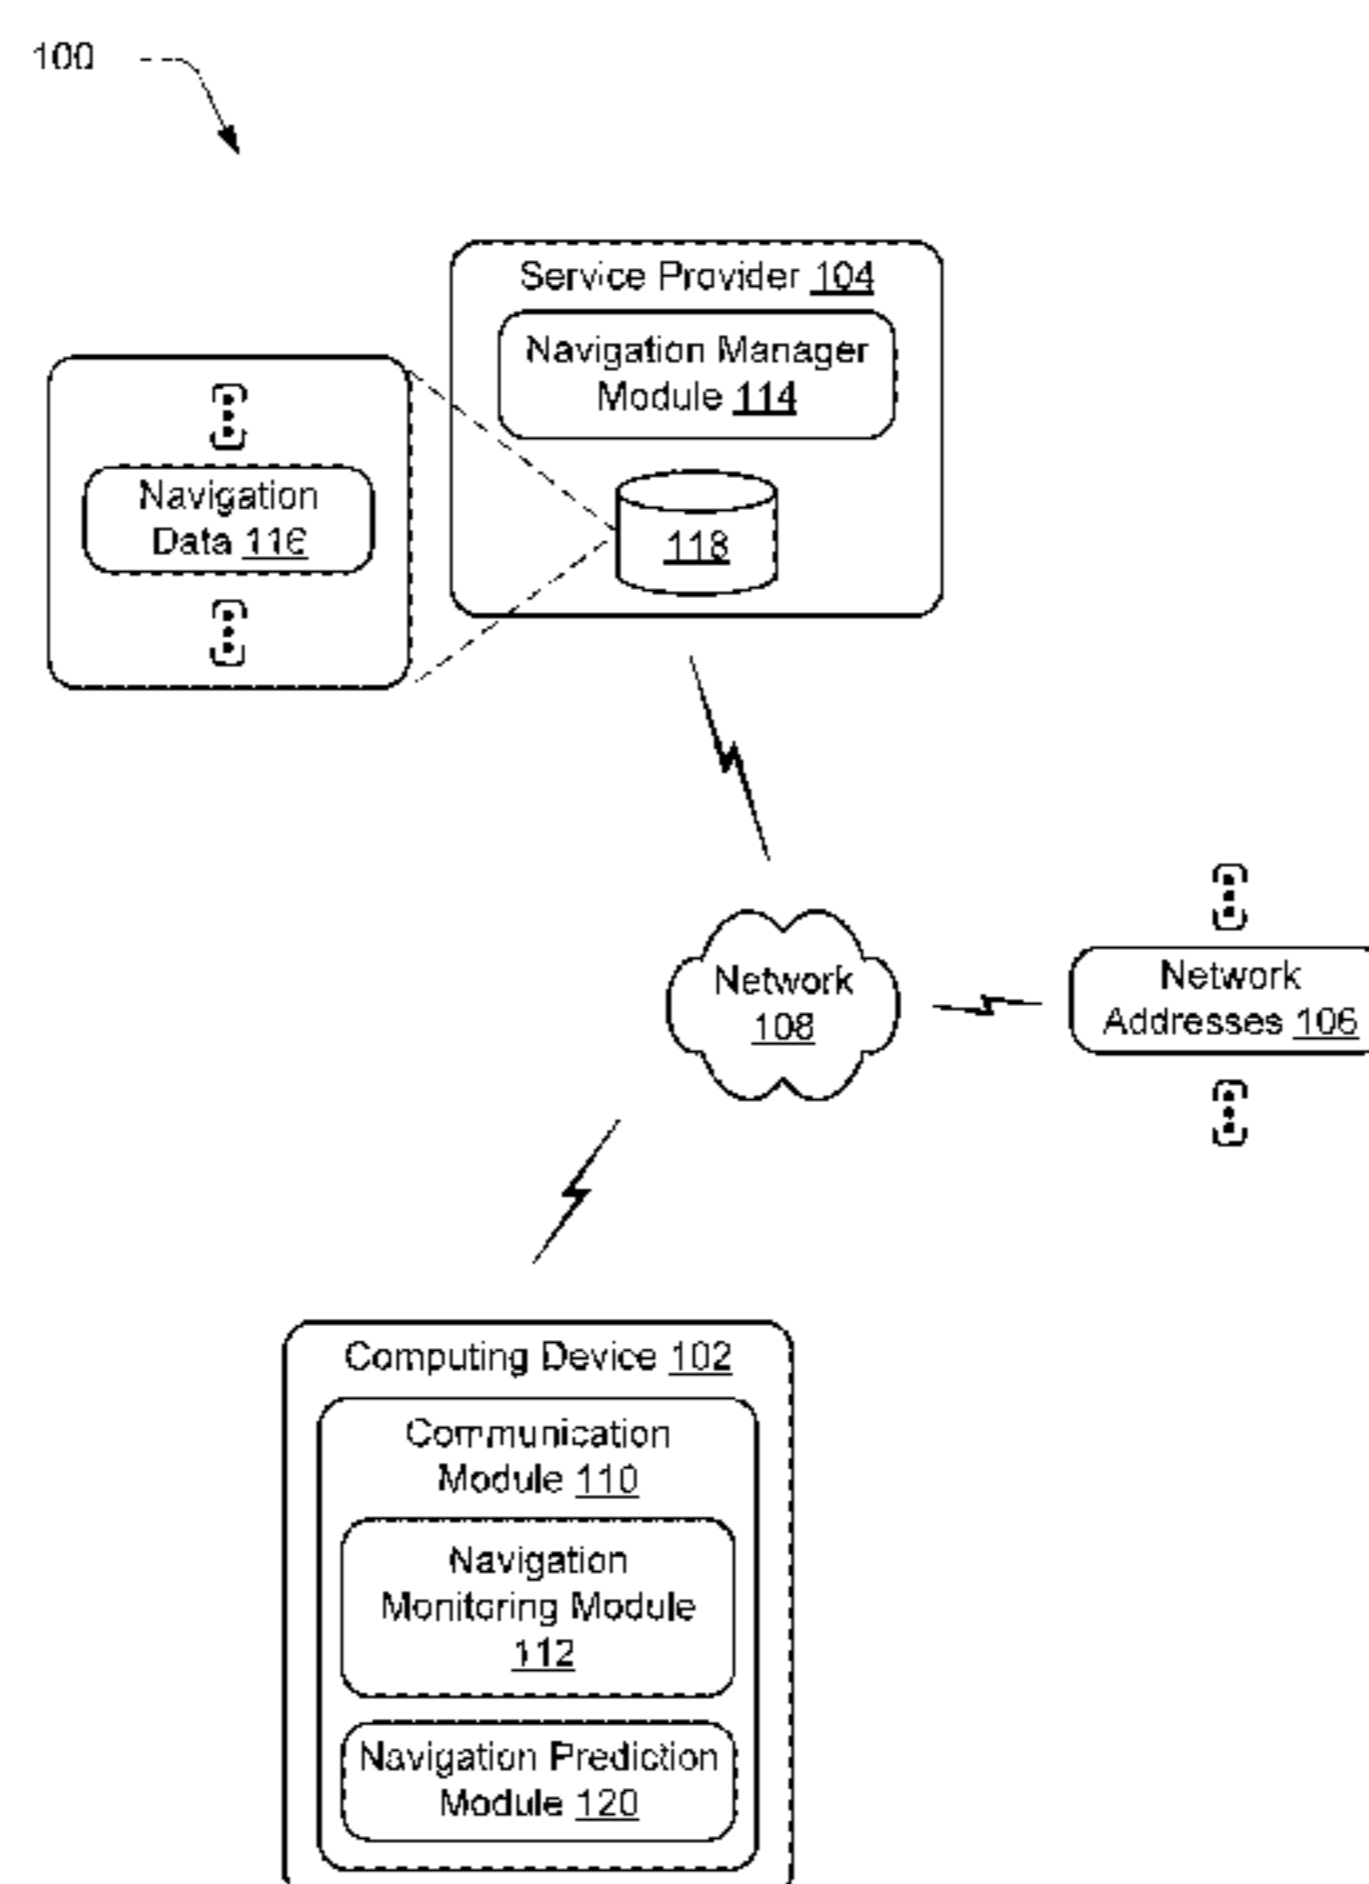 100
Service Provider 104
Navigation Manager
Module 114
Navigation
Data 116
118
Network
108
Network
Addresses 106
Computing Device 102
Communication
Module 110
Navigation
Monitoring Module
112
Navigation Prediction
Module 120